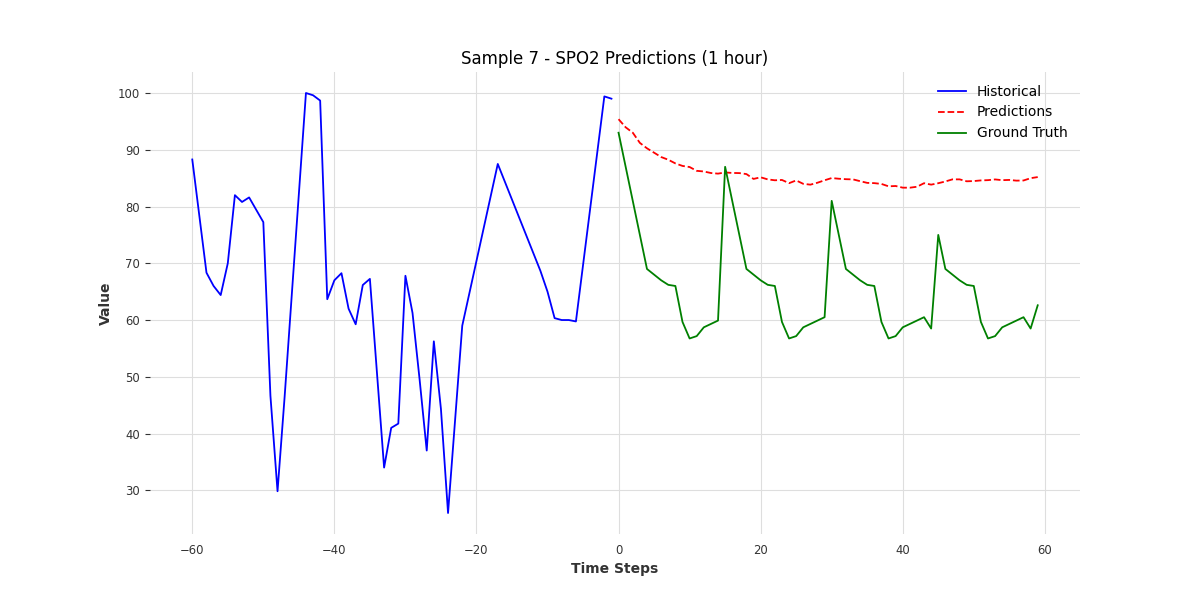 Sample 7 - SPO2 Predictions (1 hour)
Historical
Predictions
Ground Truth
100
90
80
70
60
50
40
30
Value
−60
−40
−20
0
20
40
60
Time Steps